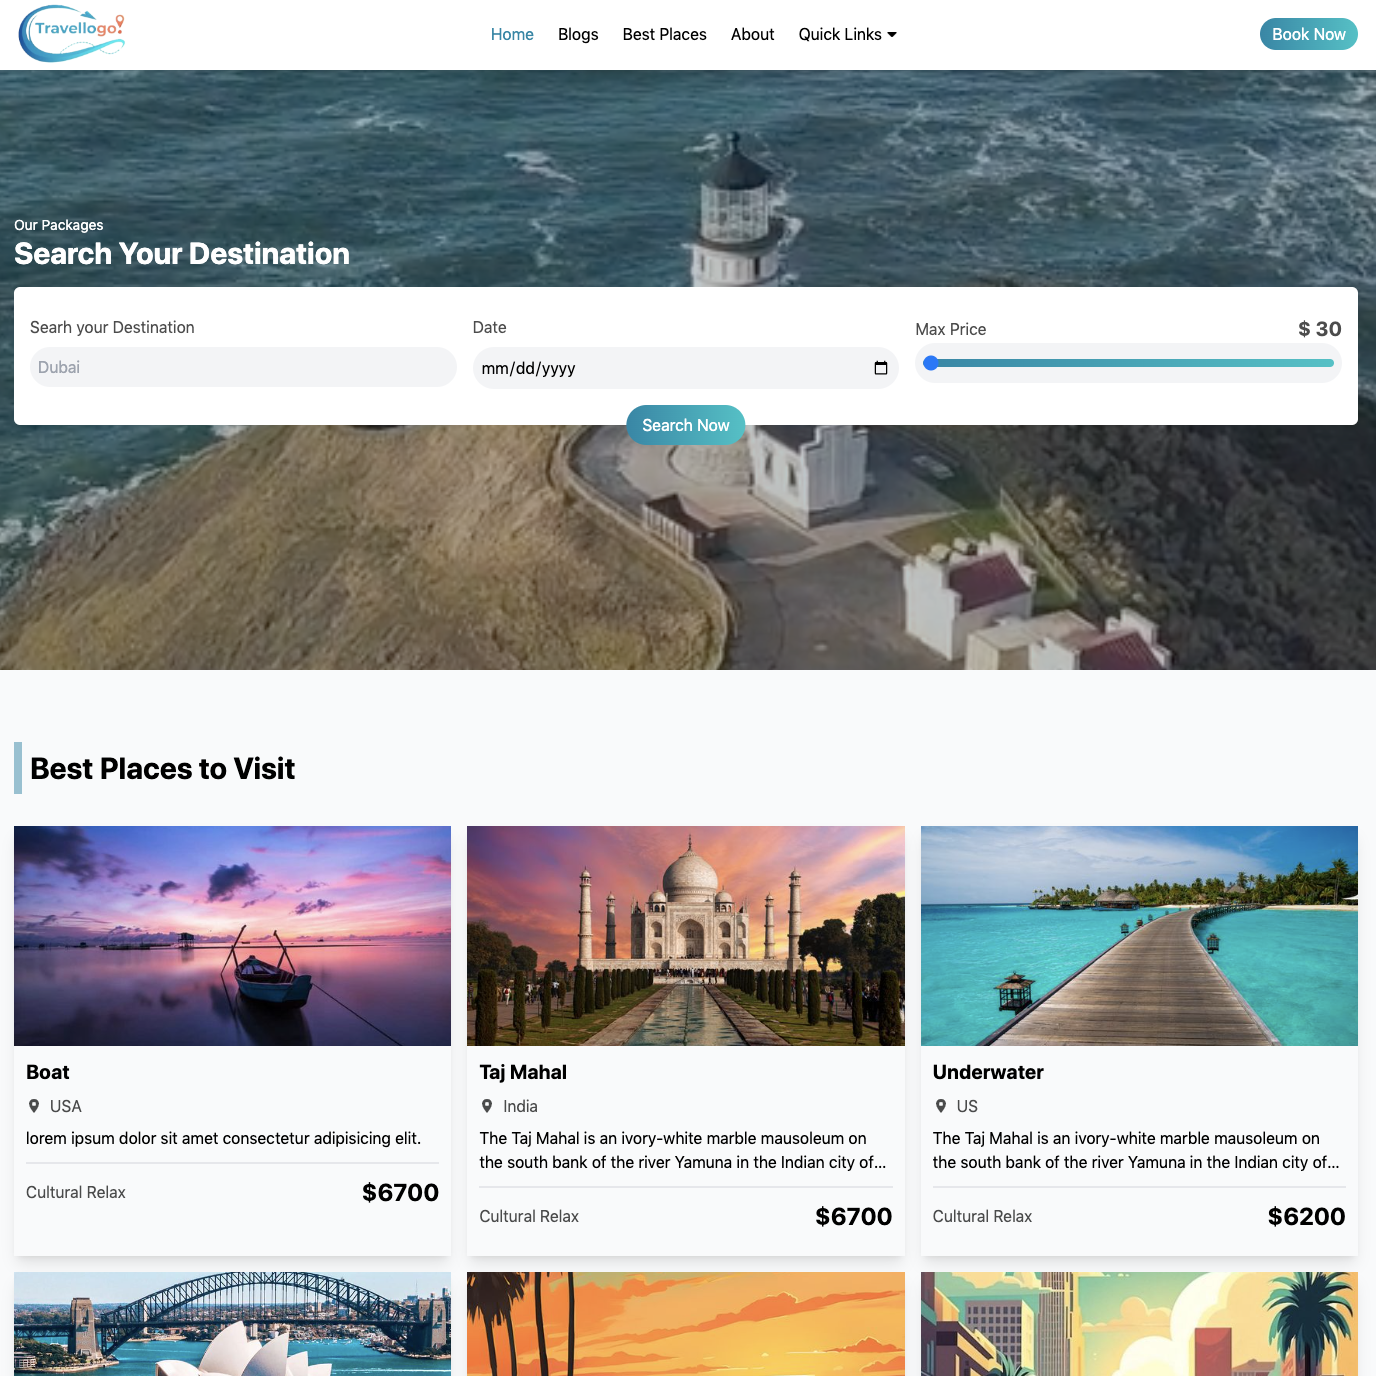 Travellogo!
Home Blogs Best Places About Quick Links
Book Now
Our Packages
Search Your Destination
Searh your Destination
Dubai
Date
mm/dd/yyyy
Max Price
$ 30
Search Now
Best Places to Visit
Boat
USA
lorem ipsum dolor sit amet consectetur adipisicing elit.
Cultural Relax
$6700
Taj Mahal
India
The Taj Mahal is an ivory-white marble mausoleum on
the south bank of the river Yamuna in the Indian city of...
Cultural Relax
$6700
Underwater
US
The Taj Mahal is an ivory-white marble mausoleum on
the south bank of the river Yamuna in the Indian city of...
Cultural Relax
$6200